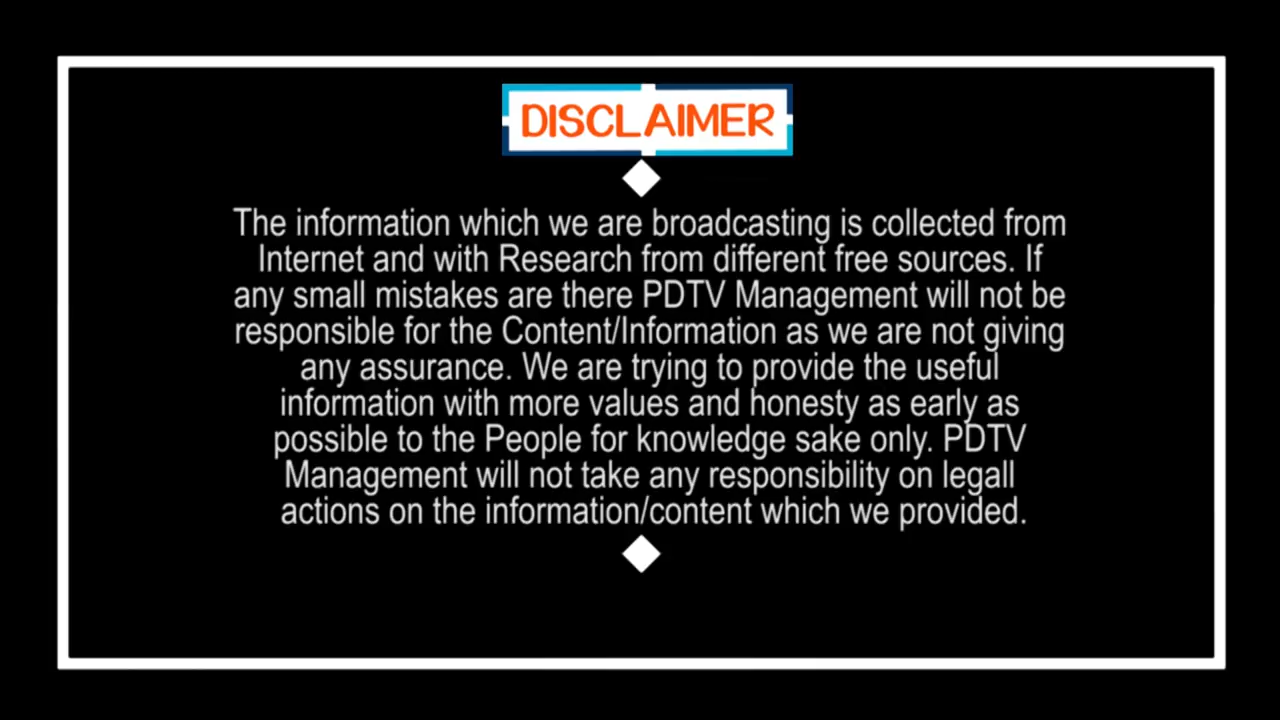 DISCLAIMER
The information which we are broadcasting is collected from
Internet and with Research from different free sources. If
any small mistakes are there PDTV Management will not be
responsible for the Content/Information as we are not giving
any assurance. We are trying to provide the useful
information with more values and honesty as early as
possible to the People for knowledge sake only. PDTV
Management will not take any responsibility on legall
actions on the information/content which we provided.